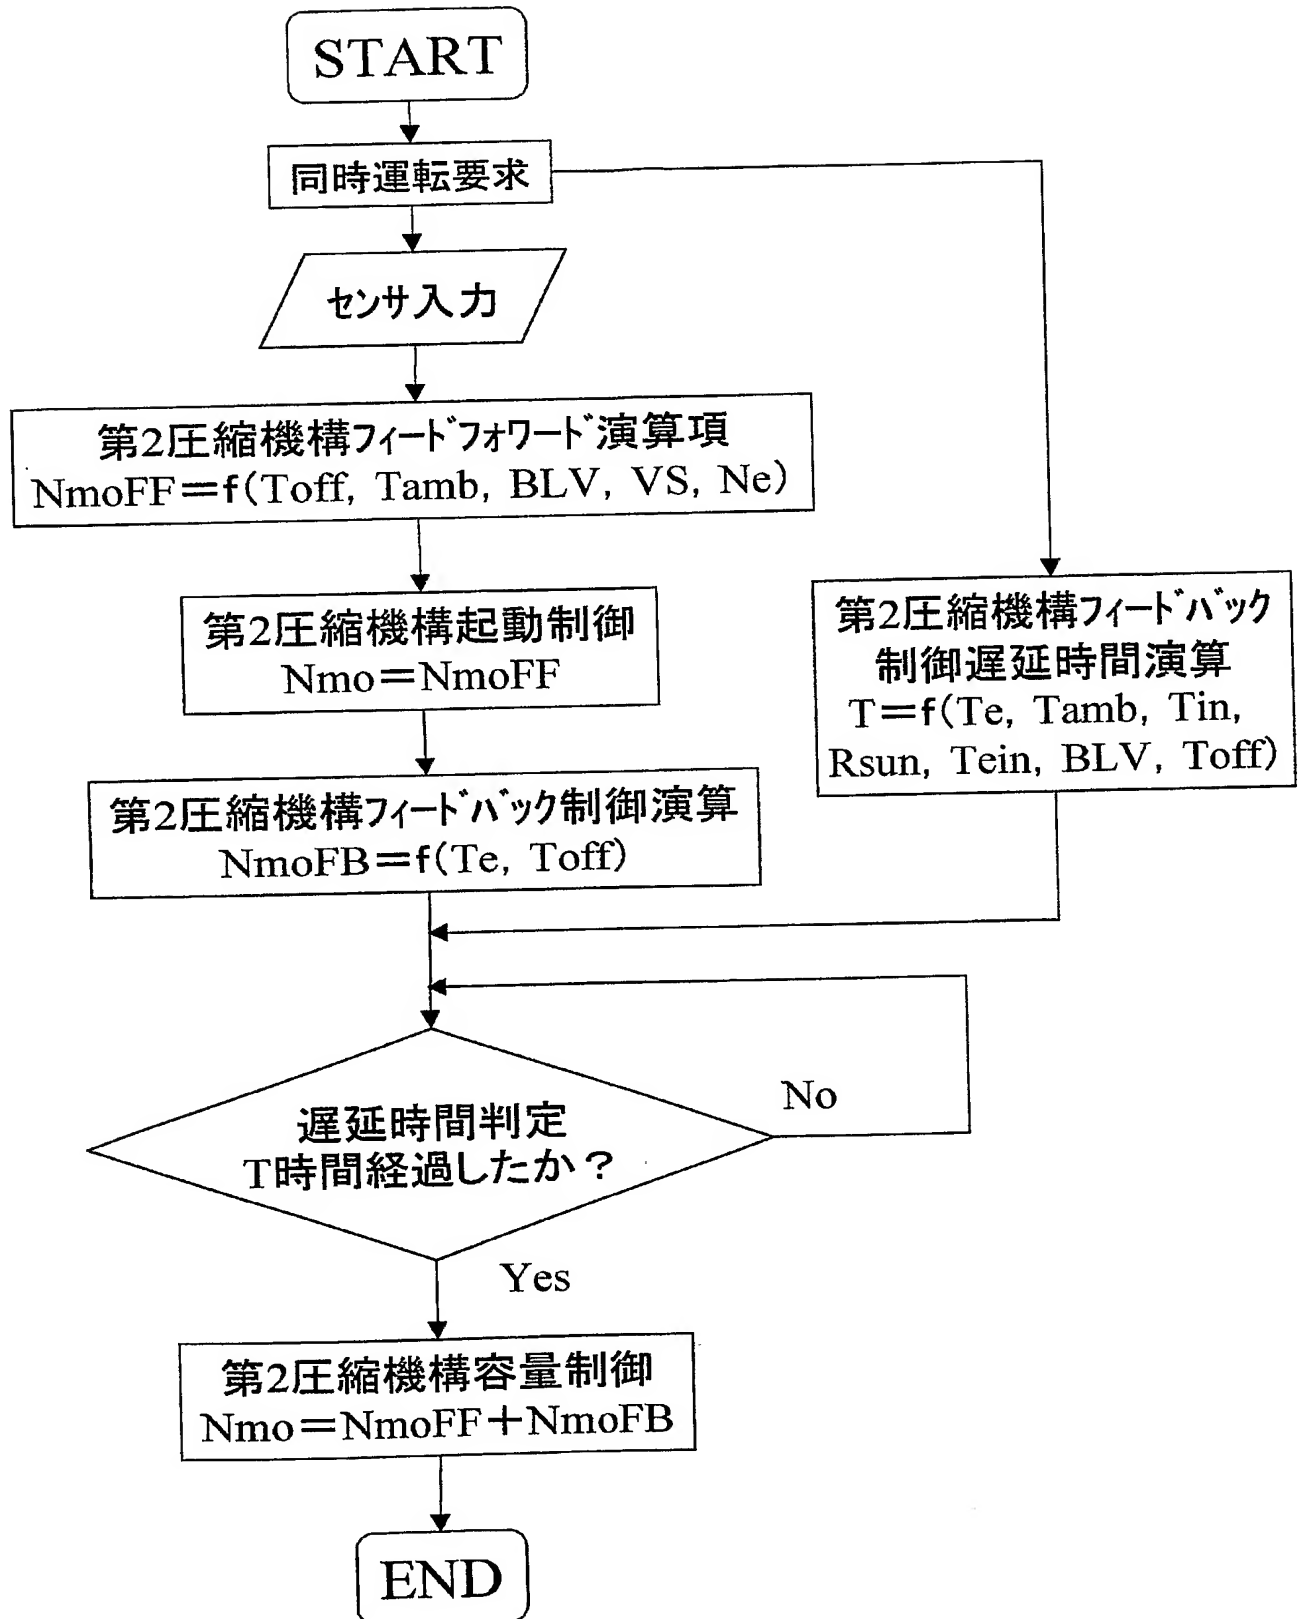 START
同時運転要求
センサ入力
第2圧縮機構フィードフォワード演算項
NmoFF=f(Toff, Tamb, BLV, VS, Ne)
第2圧縮機構起動制御
Nmo=NmoFF
第2圧縮機構フィードバック制御演算
NmoFB=f(Te, Toff)
第2圧縮機構フィードバック
制御遅延時間演算
T=f(Te, Tamb, Tin,
Rsun, Tein, BLV, Toff)
遅延時間判定
T時間経過したか?
No
Yes
第2圧縮機構容量制御
Nmo=NmoFF+NmoFB
END